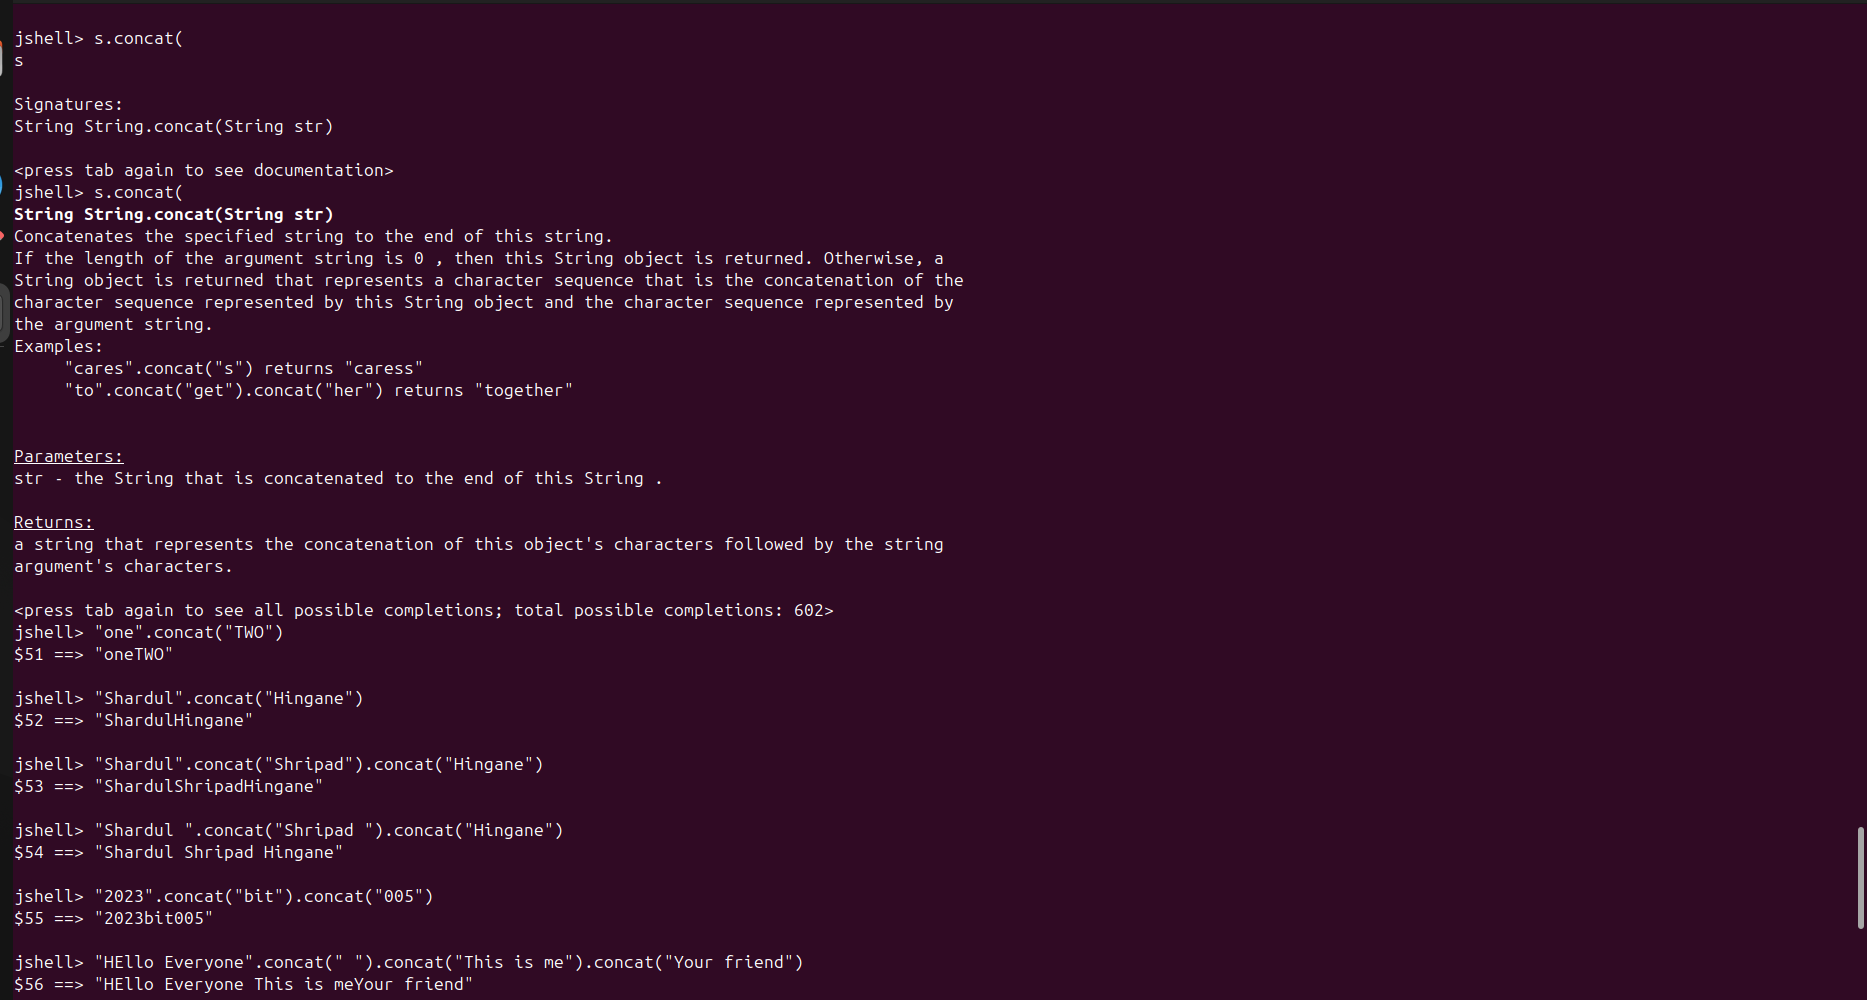 jshell> s.concat(
s
Signatures:
String String.concat(String str)
<press tab again to see documentation>
jshell> s.concat(
String String.concat(String str)
Concatenates the specified string to the end of this string.
If the length of the argument string is 0 , then this String object is returned. Otherwise, a
String object is returned that represents a character sequence that is the concatenation of the
character sequence represented by this String object and the character sequence represented by
the argument string.
Examples:
     "cares".concat("s") returns "caress"
     "to".concat("get").concat("her") returns "together"
Parameters:
str - the String that is concatenated to the end of this String .
Returns:
a string that represents the concatenation of this object's characters followed by the string
argument's characters.
<press tab again to see all possible completions; total possible completions: 602>
jshell> "one".concat("TWO")
$51 ==> "oneTWO"
jshell> "Shardul".concat("Hingane")
$52 ==> "ShardulHingane"
jshell> "Shardul".concat("Shripad").concat("Hingane")
$53 ==> "ShardulShripadHingane"
jshell> "Shardul ".concat("Shripad ").concat("Hingane")
$54 ==> "Shardul Shripad Hingane"
jshell> "2023".concat("bit").concat("005")
$55 ==> "2023bit005"
jshell> "HEllo Everyone".concat(" ").concat("This is me").concat("Your friend")
$56 ==> "HEllo Everyone This is meYour friend"